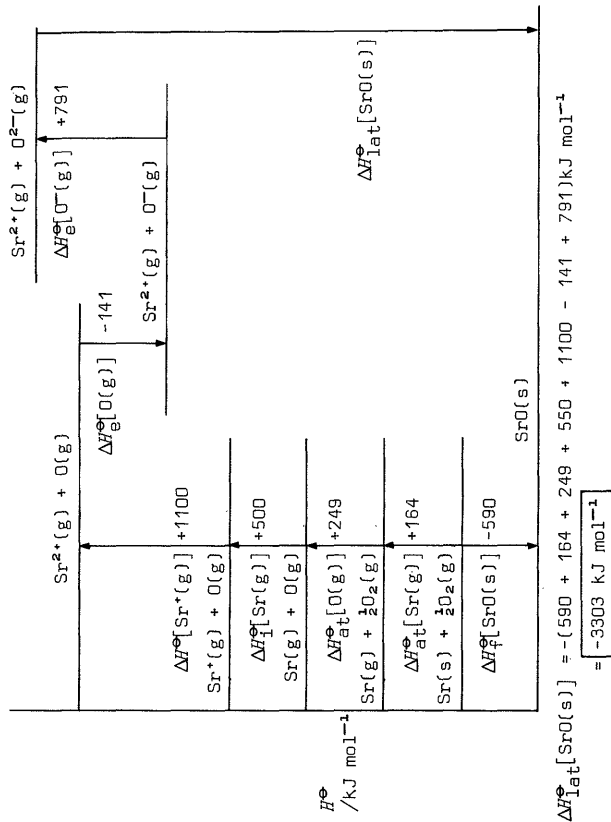 Sr²⁺(g) + O²⁻(g)
ΔH⦵e[O⁻(g)] +791
Sr²⁺(g) + O(g)
ΔH⦵e[O(g)] -141
Sr²⁺(g) + O⁻(g)
ΔH⦵[Sr⁺(g)] +1100
Sr⁺(g) + O(g)
ΔH⦵i[Sr(g)] +500
Sr(g) + O(g)
ΔH⦵at[O(g)] +249
Sr(g) + ½O₂(g)
ΔH⦵at[Sr(g)] +164
Sr(s) + ½O₂(g)
ΔH⦵f[SrO(s)] -590
SrO(s)
ΔH⦵lat[SrO(s)]
H⦵
/kJ mol⁻¹
ΔH⦵lat[SrO(s)] = -(590 + 164 + 249 + 550 + 1100 - 141 + 791)kJ mol⁻¹
= -3303 kJ mol⁻¹